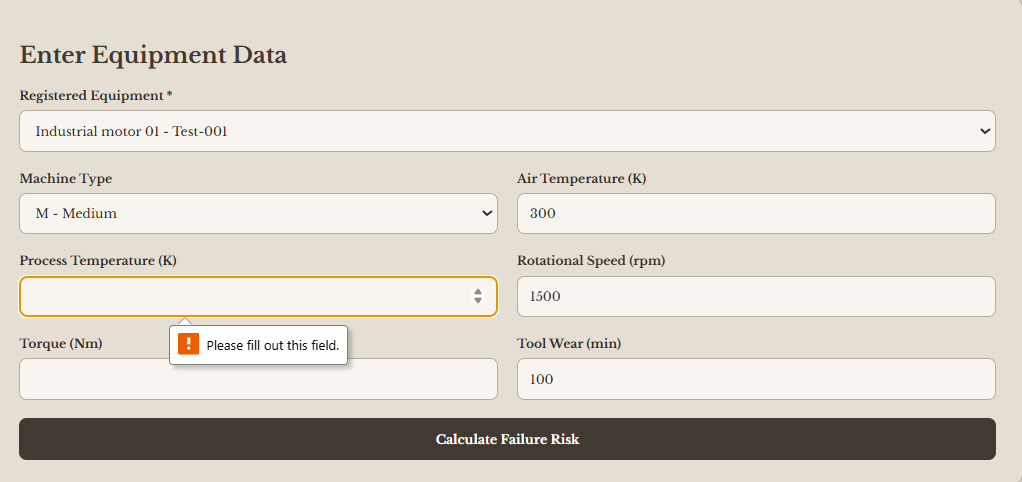 Enter Equipment Data
Registered Equipment *
Industrial motor 01 - Test-001
Machine Type
Air Temperature (K)
M - Medium
300
Process Temperature (K)
Rotational Speed (rpm)
1500
Please fill out this field.
Torque (Nm)
Tool Wear (min)
100
Calculate Failure Risk